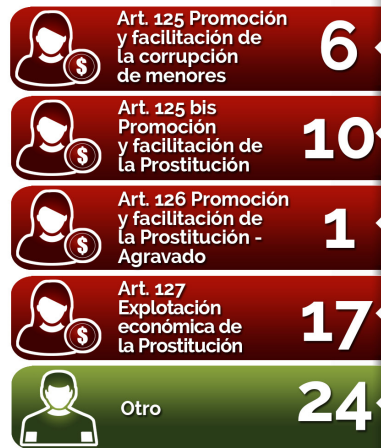 Art. 125 Promoción
y facilitación de
la corrupción
de menores
6
$
Art. 125 bis
Promoción
y facilitación de
la Prostitución
10
$
Art. 126 Promoción
y facilitación de
la Prostitución -
Agravado
1
$
Art. 127
Explotación
económica de
la Prostitución
17
$
Otro
24